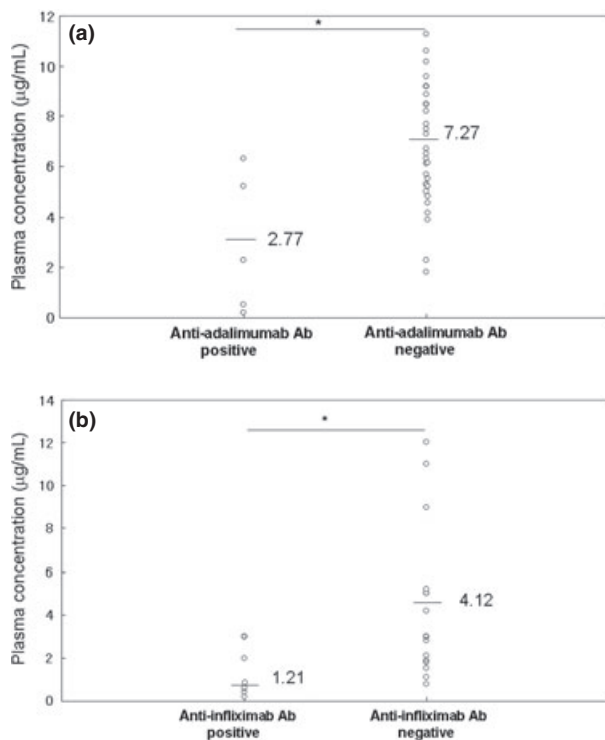 (a)
*
Plasma concentration (µg/mL)
12
10
8
6
4
2
0
7.27
2.77
Anti-adalimumab Ab
positive
Anti-adalimumab Ab
negative
(b)
*
Plasma concentration (µg/mL)
14
12
10
8
6
4
2
0
4.12
1.21
Anti-infliximab Ab
positive
Anti-infliximab Ab
negative